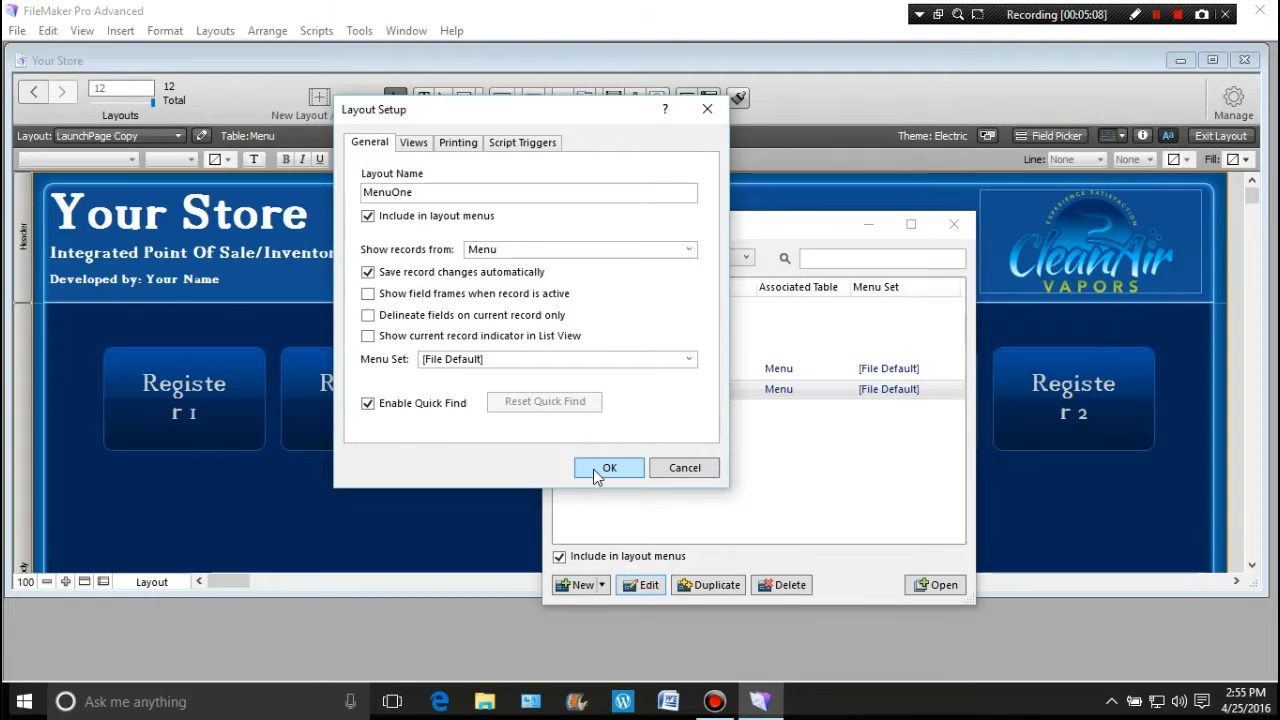 FileMaker Pro Advanced
Recording [00:05:08]
File Edit View Insert Format Layouts Arrange Scripts Tools Window Help
Your Store
12
12
Total
Layouts
New Layout /
Manage
Layout: LaunchPage Copy
Table: Menu
Theme: Electric
Field Picker
Aa
Exit Layout
B I U
Line: None
None
Fill:
Header
Your Store
Integrated Point Of Sale/Inventor
Developed by: Your Name
EXPERIENCE SATISFACTION
CleanAir
VAPORS
Registe
r 1
R
Registe
r 2
Layout Setup
?
General
Views
Printing
Script Triggers
Layout Name
MenuOne
Include in layout menus
Show records from: Menu
Save record changes automatically
Show field frames when record is active
Delineate fields on current record only
Show current record indicator in List View
Menu Set: [File Default]
Enable Quick Find
Reset Quick Find
OK
Cancel
Associated Table
Menu Set
Menu
[File Default]
Menu
[File Default]
Include in layout menus
New
Edit
Duplicate
Delete
Open
100
Layout
Ask me anything
2:55 PM
4/25/2016